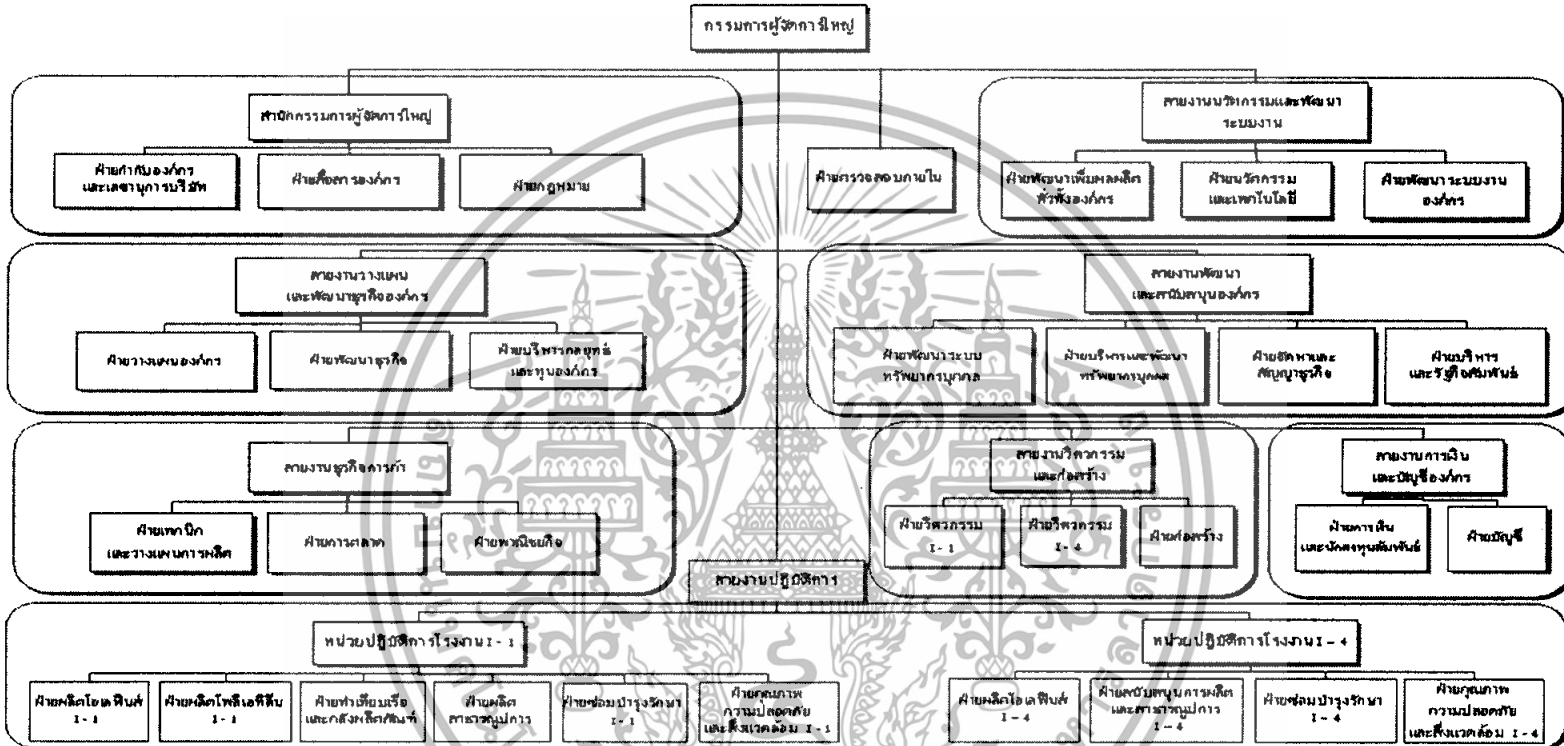 กรรมการผู้จัดการใหญ่
สำนักกรรมการผู้จัดการใหญ่
ฝ่ายกำกับองค์กร
และเลขานุการบริษัท
ฝ่ายสื่อสารองค์กร
ฝ่ายกฎหมาย
ฝ่ายตรวจสอบภายใน
สายงานนวัตกรรมและพัฒนา
ระบบงาน
ฝ่ายพัฒนาเพิ่มผลผลิต
ทั่วทั้งองค์กร
ฝ่ายนวัตกรรม
และเทคโนโลยี
ฝ่ายพัฒนาระบบงาน
องค์กร
สายงานวางแผน
และพัฒนาธุรกิจองค์กร
ฝ่ายวางแผนองค์กร
ฝ่ายพัฒนาธุรกิจ
ฝ่ายบริหารกลยุทธ์
และทุนองค์กร
สายงานพัฒนา
และสนับสนุนองค์กร
ฝ่ายพัฒนาระบบ
ทรัพยากรบุคคล
ฝ่ายบริหารและพัฒนา
ทรัพยากรบุคคล
ฝ่ายจัดหาและ
สัญญาธุรกิจ
ฝ่ายบริหาร
และรัฐกิจสัมพันธ์
สายงานธุรกิจการค้า
ฝ่ายเทคนิค
และวางแผนการผลิต
ฝ่ายการตลาด
ฝ่ายพาณิชยกิจ
สายงานวิศวกรรม
และก่อสร้าง
ฝ่ายวิศวกรรม
I-1
ฝ่ายวิศวกรรม
I-4
ฝ่ายก่อสร้าง
สายงานการเงิน
และบัญชีองค์กร
ฝ่ายการเงิน
และนักลงทุนสัมพันธ์
ฝ่ายบัญชี
สายงานปฏิบัติการ
หน่วยปฏิบัติการโรงงาน I-1
ฝ่ายผลิตโอเลฟินส์
I-1
ฝ่ายผลิตโพลีเอทิลีน
I-1
ฝ่ายท่าเทียบเรือ
และคลังผลิตภัณฑ์
ฝ่ายผลิต
สาธารณูปการ
ฝ่ายซ่อมบำรุงรักษา
I-1
ฝ่ายคุณภาพ
ความปลอดภัย
และสิ่งแวดล้อม I-1
หน่วยปฏิบัติการโรงงาน I-4
ฝ่ายผลิตโอเลฟินส์
I-4
ฝ่ายสนับสนุนการผลิต
และสาธารณูปการ
I-4
ฝ่ายซ่อมบำรุงรักษา
I-4
ฝ่ายคุณภาพ
ความปลอดภัย
และสิ่งแวดล้อม I-4